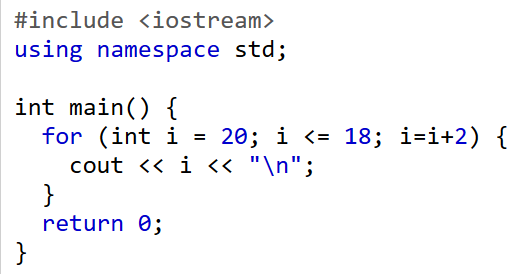 #include <iostream>
using namespace std;

int main() {
  for (int i = 20; i <= 18; i=i+2) {
    cout << i << "\n";
  }
  return 0;
}